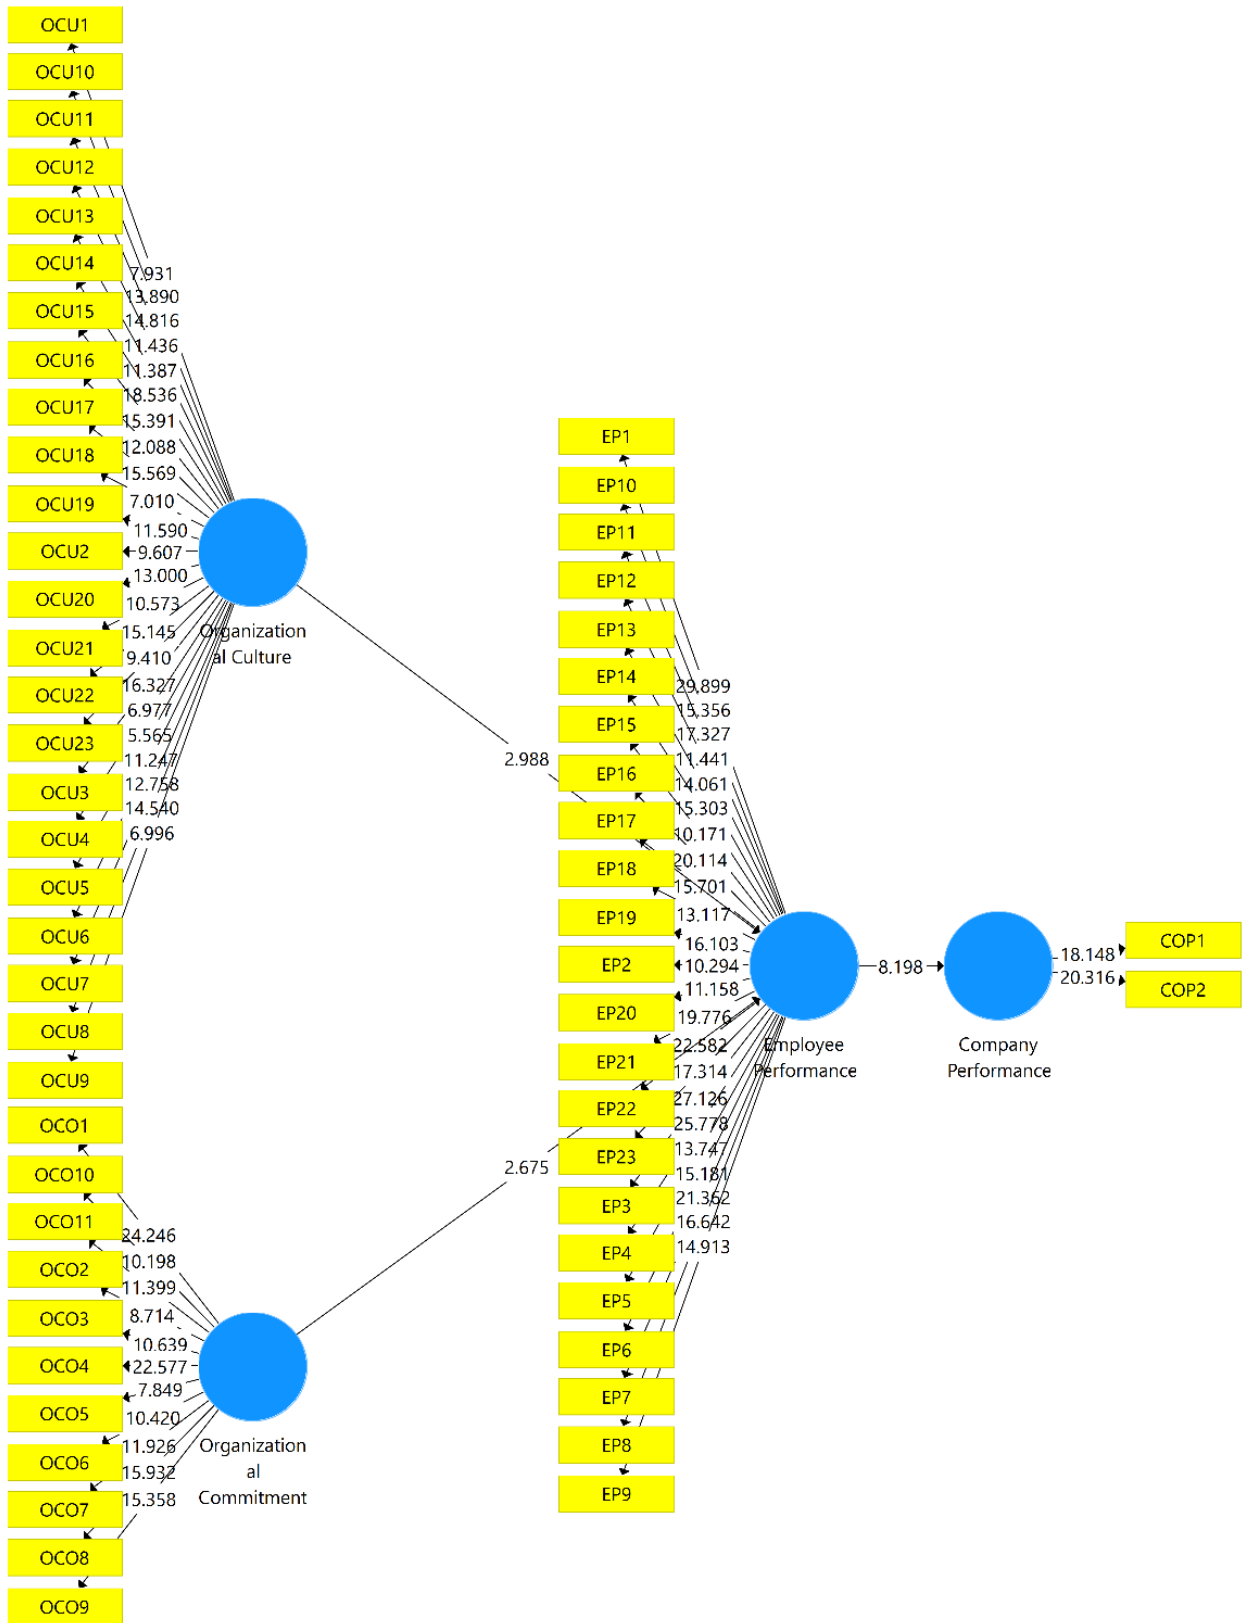 OCU1
OCU10
OCU11
OCU12
OCU13
OCU14
OCU15
OCU16
OCU17
OCU18
OCU19
OCU2
OCU20
OCU21
OCU22
OCU23
OCU3
OCU4
OCU5
OCU6
OCU7
OCU8
OCU9
7.931
13.890
14.816
11.436
11.387
18.536
15.391
12.088
15.569
7.010
11.590
9.607
13.000
10.573
15.145
9.410
16.327
6.977
5.565
11.247
12.758
14.540
6.996
Organization
al Culture
OCO1
OCO10
OCO11
OCO2
OCO3
OCO4
OCO5
OCO6
OCO7
OCO8
OCO9
24.246
10.198
11.399
8.714
10.639
22.577
7.849
10.420
11.926
15.932
15.358
Organization
al
Commitment
2.988
2.675
EP1
EP10
EP11
EP12
EP13
EP14
EP15
EP16
EP17
EP18
EP19
EP2
EP20
EP21
EP22
EP23
EP3
EP4
EP5
EP6
EP7
EP8
EP9
29.899
15.356
17.327
11.441
14.061
15.303
10.171
20.114
15.701
13.117
16.103
10.294
11.158
19.776
22.582
17.314
27.126
25.778
13.747
15.181
21.362
16.642
14.913
Employee
Performance
8.198
Company
Performance
18.148
20.316
COP1
COP2